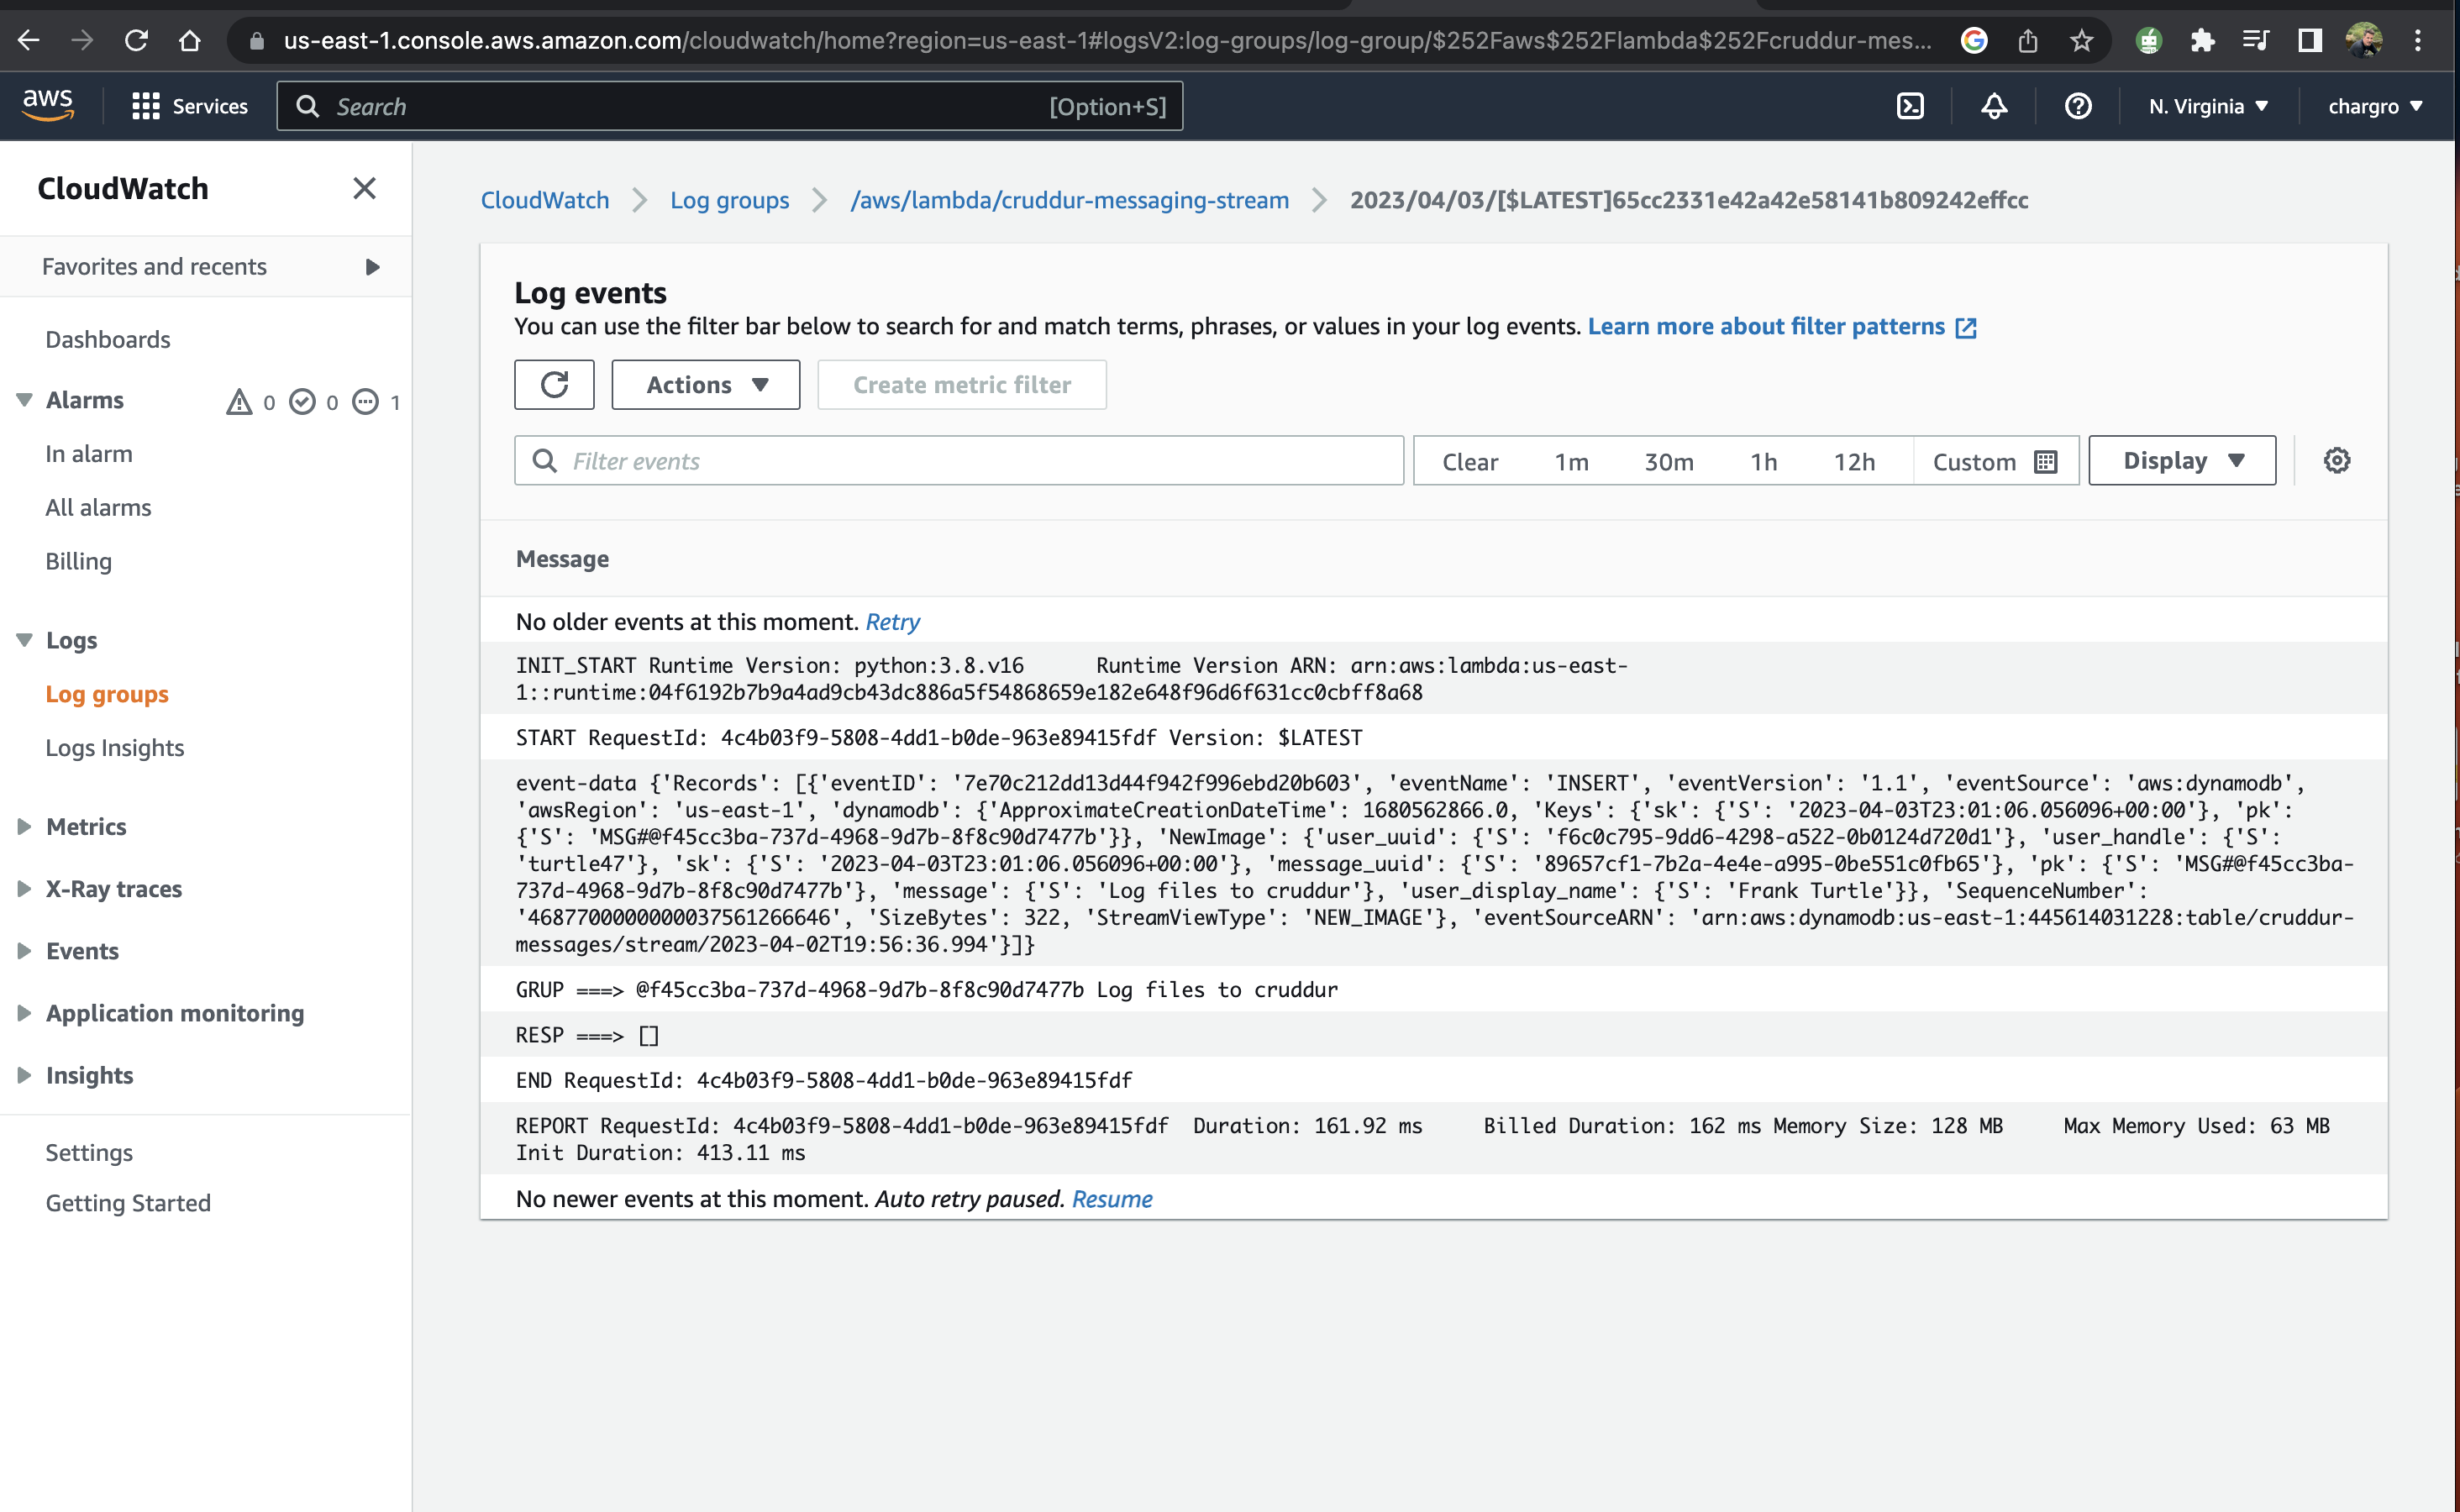 us-east-1.console.aws.amazon.com/cloudwatch/home?region=us-east-1#logsV2:log-groups/log-group/$252Faws$252Flambda$252Fcruddur-mes...
aws
Services
Search
[Option+S]
N. Virginia
chargro
CloudWatch
Favorites and recents
Dashboards
Alarms 0 0 1
In alarm
All alarms
Billing
Logs
Log groups
Logs Insights
Metrics
X-Ray traces
Events
Application monitoring
Insights
Settings
Getting Started
CloudWatch Log groups /aws/lambda/cruddur-messaging-stream 2023/04/03/[$LATEST]65cc2331e42a42e58141b809242effcc
Log events
You can use the filter bar below to search for and match terms, phrases, or values in your log events. Learn more about filter patterns
Actions
Create metric filter
Filter events
Clear 1m 30m 1h 12h Custom
Display
Message
No older events at this moment. Retry
INIT_START Runtime Version: python:3.8.v16 Runtime Version ARN: arn:aws:lambda:us-east-
1::runtime:04f6192b7b9a4ad9cb43dc886a5f54868659e182e648f96d6f631cc0cbff8a68
START RequestId: 4c4b03f9-5808-4dd1-b0de-963e89415fdf Version: $LATEST
event-data {'Records': [{'eventID': '7e70c212dd13d44f942f996ebd20b603', 'eventName': 'INSERT', 'eventVersion': '1.1', 'eventSource': 'aws:dynamodb',
'awsRegion': 'us-east-1', 'dynamodb': {'ApproximateCreationDateTime': 1680562866.0, 'Keys': {'sk': {'S': '2023-04-03T23:01:06.056096+00:00'}, 'pk':
{'S': 'MSG#@f45cc3ba-737d-4968-9d7b-8f8c90d7477b'}}, 'NewImage': {'user_uuid': {'S': 'f6c0c795-9dd6-4298-a522-0b0124d720d1'}, 'user_handle': {'S':
'turtle47'}, 'sk': {'S': '2023-04-03T23:01:06.056096+00:00'}, 'message_uuid': {'S': '89657cf1-7b2a-4e4e-a995-0be551c0fb65'}, 'pk': {'S': 'MSG#@f45cc3ba-
737d-4968-9d7b-8f8c90d7477b'}, 'message': {'S': 'Log files to cruddur'}, 'user_display_name': {'S': 'Frank Turtle'}}, 'SequenceNumber':
'4687700000000037561266646', 'SizeBytes': 322, 'StreamViewType': 'NEW_IMAGE'}, 'eventSourceARN': 'arn:aws:dynamodb:us-east-1:445614031228:table/cruddur-
messages/stream/2023-04-02T19:56:36.994'}]}
GRUP ===> @f45cc3ba-737d-4968-9d7b-8f8c90d7477b Log files to cruddur
RESP ===> []
END RequestId: 4c4b03f9-5808-4dd1-b0de-963e89415fdf
REPORT RequestId: 4c4b03f9-5808-4dd1-b0de-963e89415fdf Duration: 161.92 ms Billed Duration: 162 ms Memory Size: 128 MB Max Memory Used: 63 MB
Init Duration: 413.11 ms
No newer events at this moment. Auto retry paused. Resume